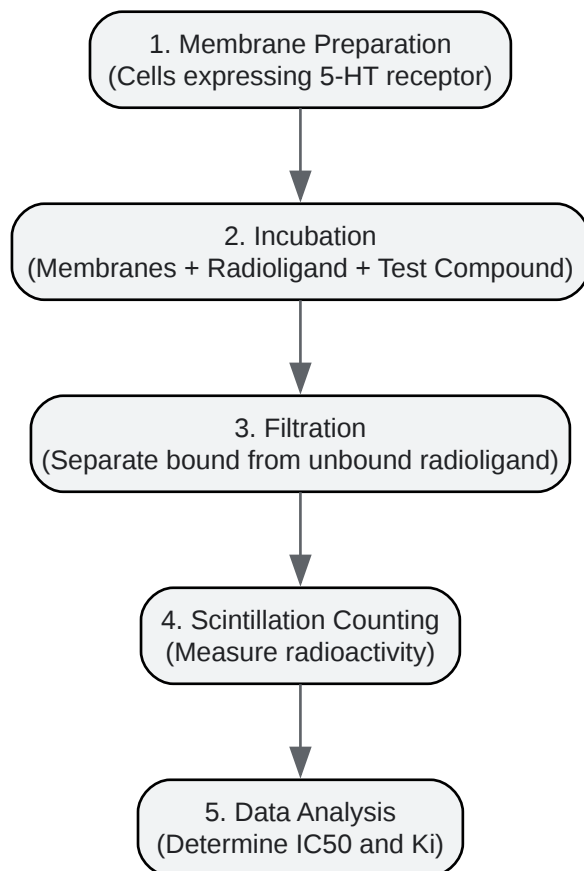 1. Membrane Preparation
(Cells expressing 5-HT receptor)
2. Incubation
(Membranes + Radioligand + Test Compound)
3. Filtration
(Separate bound from unbound radioligand)
4. Scintillation Counting
(Measure radioactivity)
5. Data Analysis
(Determine IC50 and Ki)